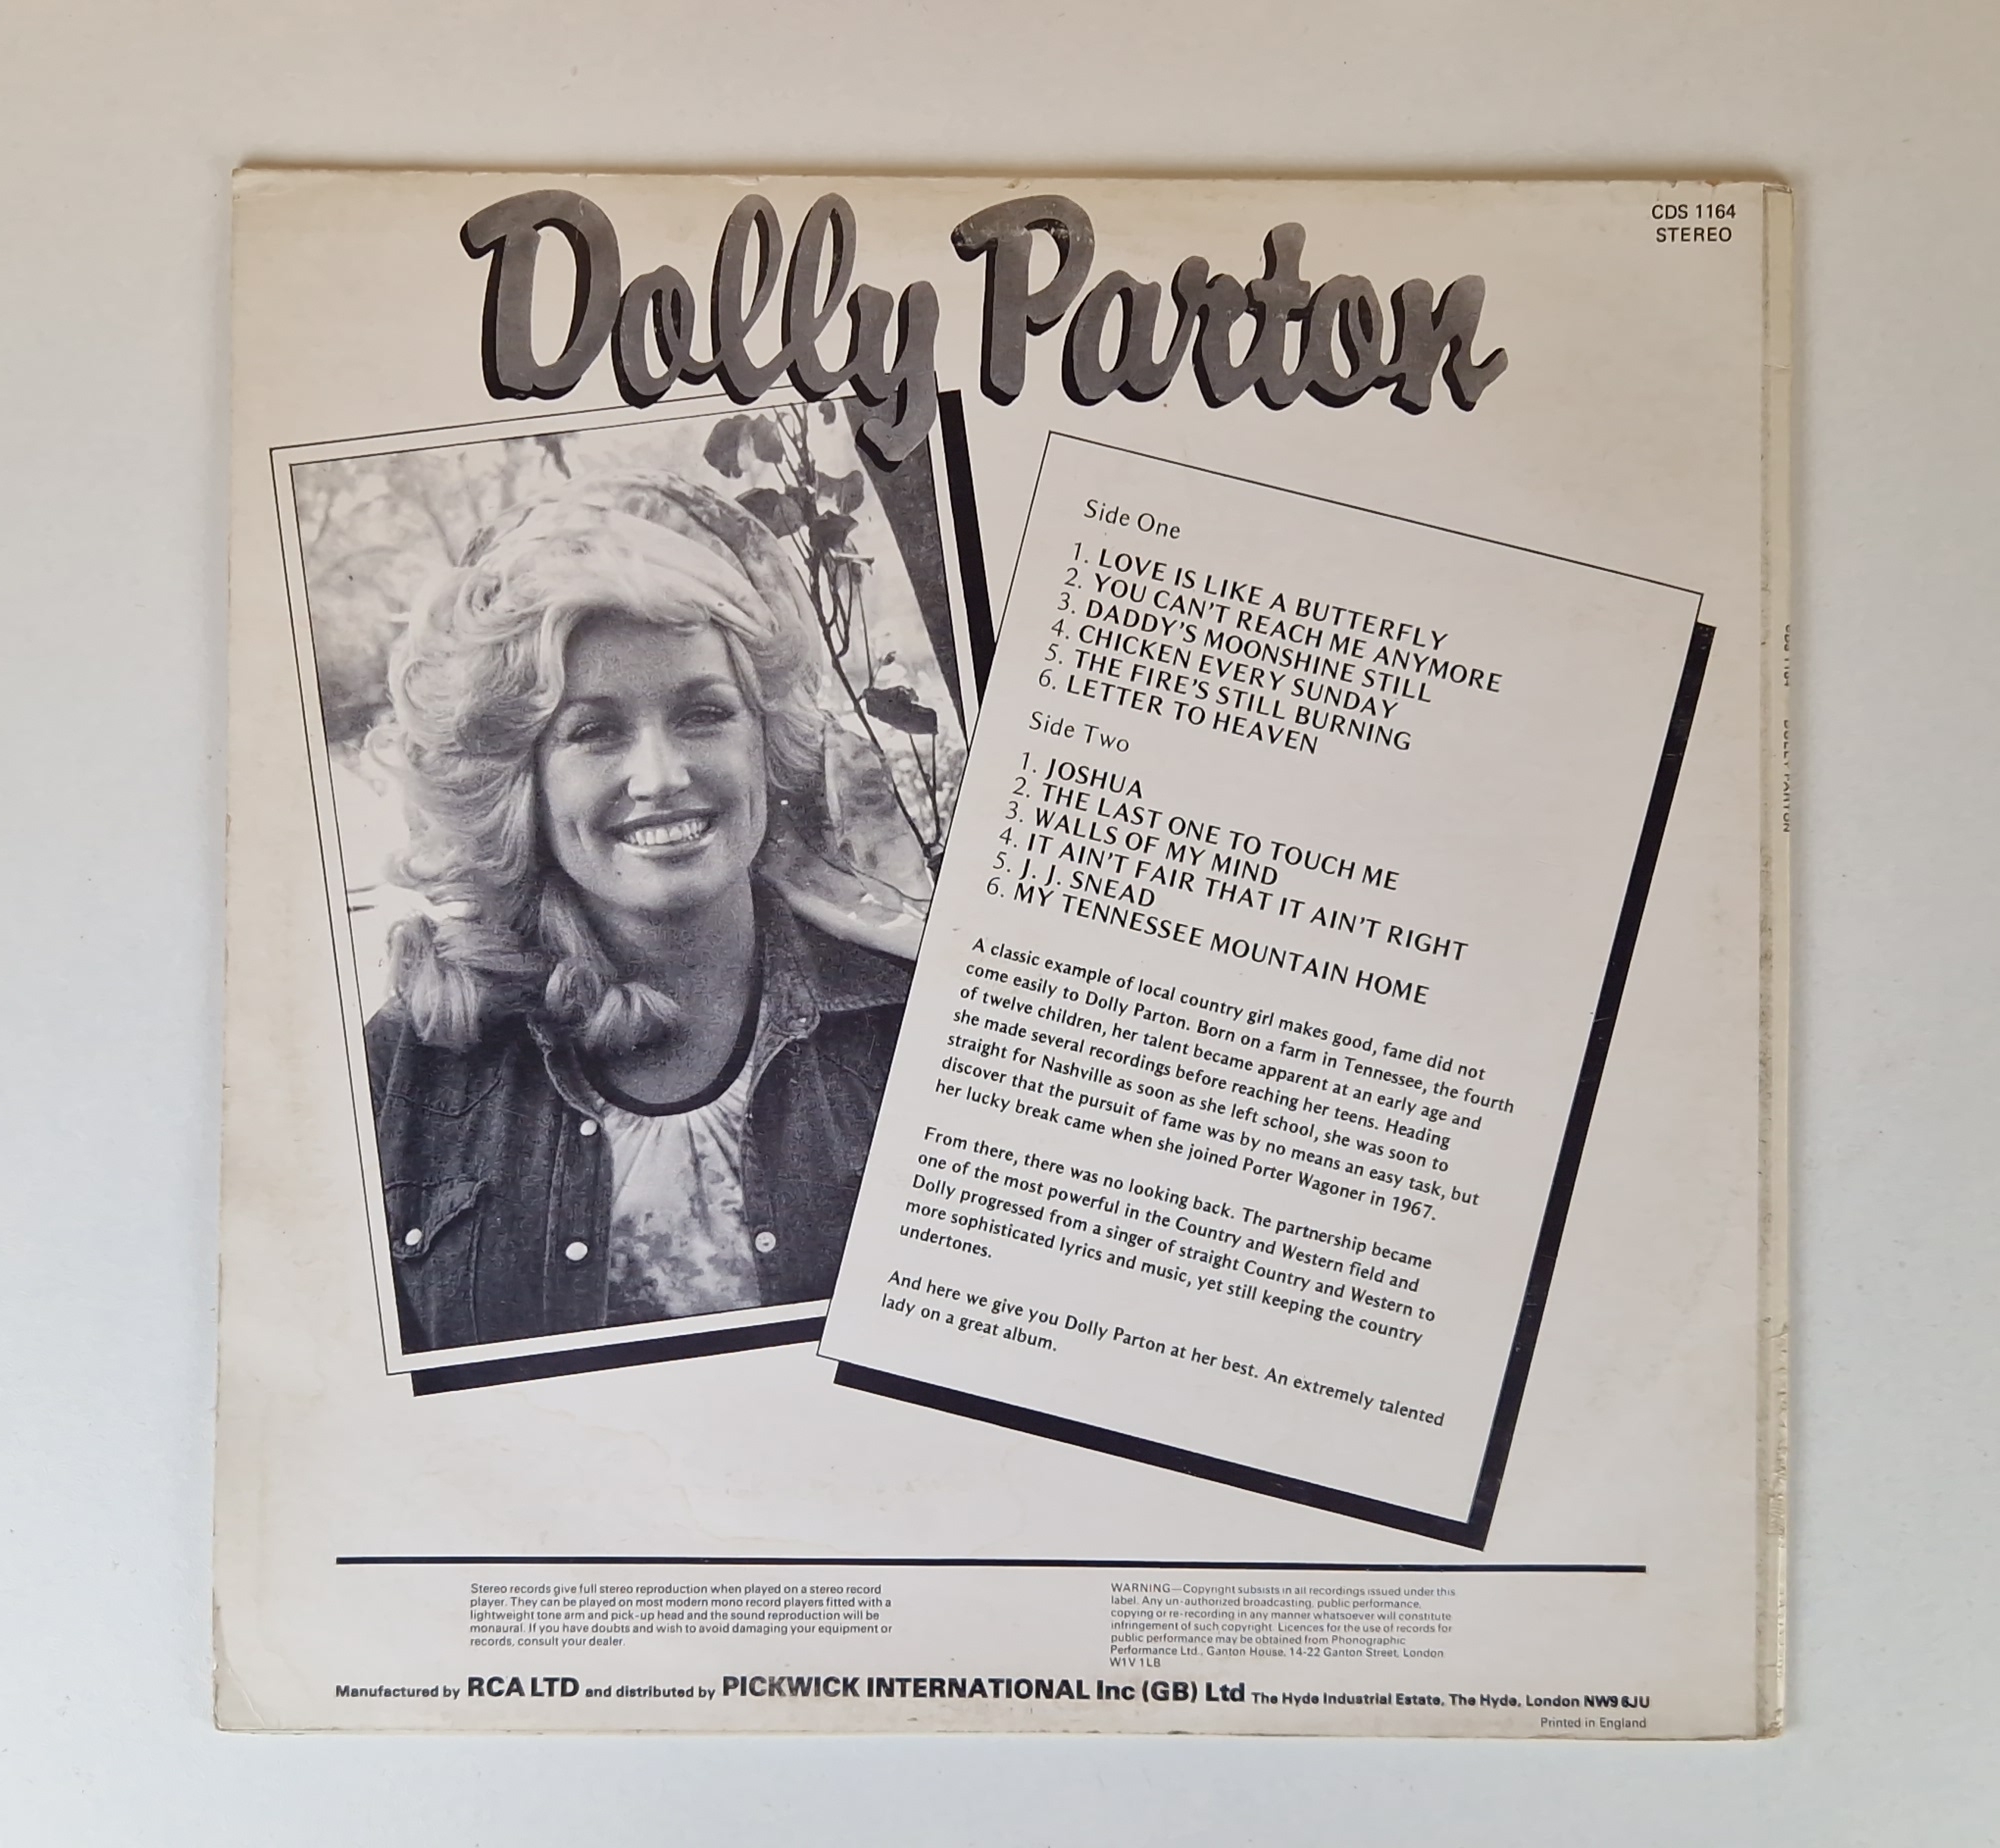 Dolly Parton
CDS 1164
STEREO
Side One
1. LOVE IS LIKE A BUTTERFLY
2. YOU CAN'T REACH ME ANYMORE
3. DADDY'S MOONSHINE STILL
4. CHICKEN EVERY SUNDAY
5. THE FIRE'S STILL BURNING
6. LETTER TO HEAVEN
Side Two
1. JOSHUA
2. THE LAST ONE TO TOUCH ME
3. WALLS OF MY MIND
4. IT AIN'T FAIR THAT IT AIN'T RIGHT
5. J. J. SNEAD
6. MY TENNESSEE MOUNTAIN HOME
A classic example of local country girl makes good, fame did not
come easily to Dolly Parton. Born on a farm in Tennessee, the fourth
of twelve children, her talent became apparent at an early age and
she made several recordings before reaching her teens. Heading
straight for Nashville as soon as she left school, she was soon to
discover that the pursuit of fame was by no means an easy task, but
her lucky break came when she joined Porter Wagoner in 1967.
From there, there was no looking back. The partnership became
one of the most powerful in the Country and Western field and
Dolly progressed from a singer of straight Country and Western to
more sophisticated lyrics and music, yet still keeping the country
undertones.
And here we give you Dolly Parton at her best. An extremely talented
lady on a great album.
DOLLY PARTON
Stereo records give full stereo reproduction when played on a stereo record
player. They can be played on most modern mono record players fitted with a
lightweight tone arm and pick-up head and the sound reproduction will be
monaural. If you have doubts and wish to avoid damaging your equipment or
records, consult your dealer.
WARNING—Copyright subsists in all recordings issued under this
label. Any un-authorized broadcasting, public performance,
copying or re-recording in any manner whatsoever will constitute
infringement of such copyright. Licences for the use of records for
public performance may be obtained from Phonographic
Performance Ltd., Ganton House, 14-22 Ganton Street, London
W1V 1LB
Manufactured by RCA LTD and distributed by PICKWICK INTERNATIONAL Inc (GB) Ltd The Hyde Industrial Estate, The Hyde, London NW9 6JU
Printed in England